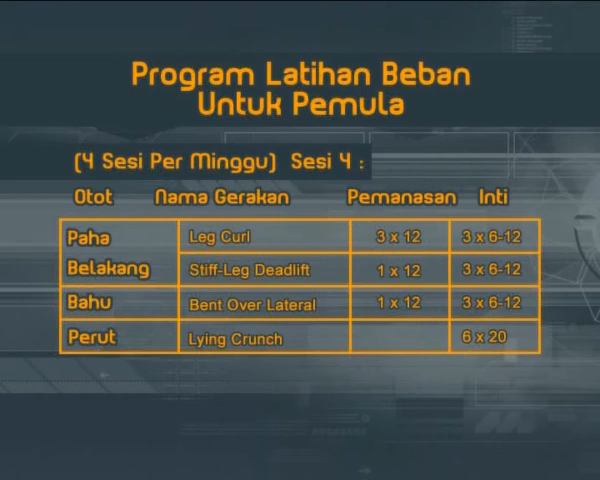 Program Latihan Beban
Untuk Pemula
(4 Sesi Per Minggu) Sesi 4 :
Otot Nama Gerakan Pemanasan Inti
Paha Leg Curl 3 x 12 3 x 6-12
Belakang Stiff-Leg Deadlift 1 x 12 3 x 6-12
Bahu Bent Over Lateral 1 x 12 3 x 6-12
Perut Lying Crunch 6 x 20